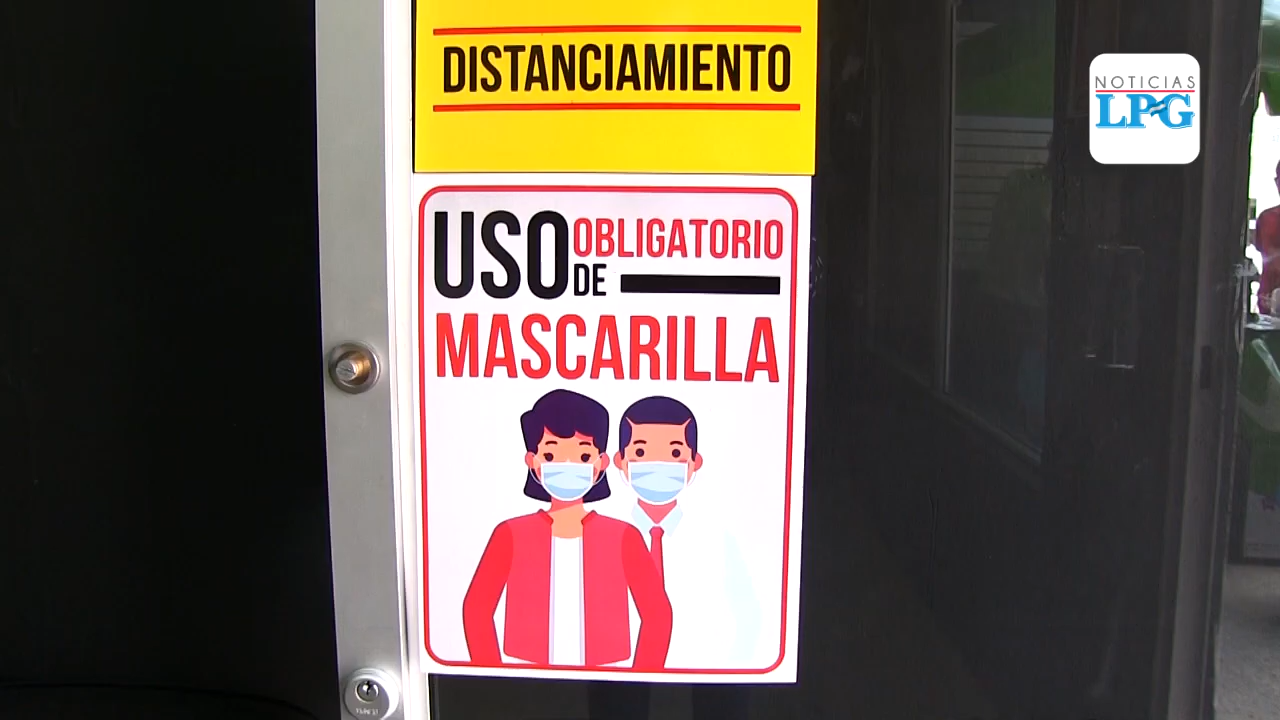 DISTANCIAMIENTO
NOTICIAS
LPG
USO OBLIGATORIO
DE
MASCARILLA